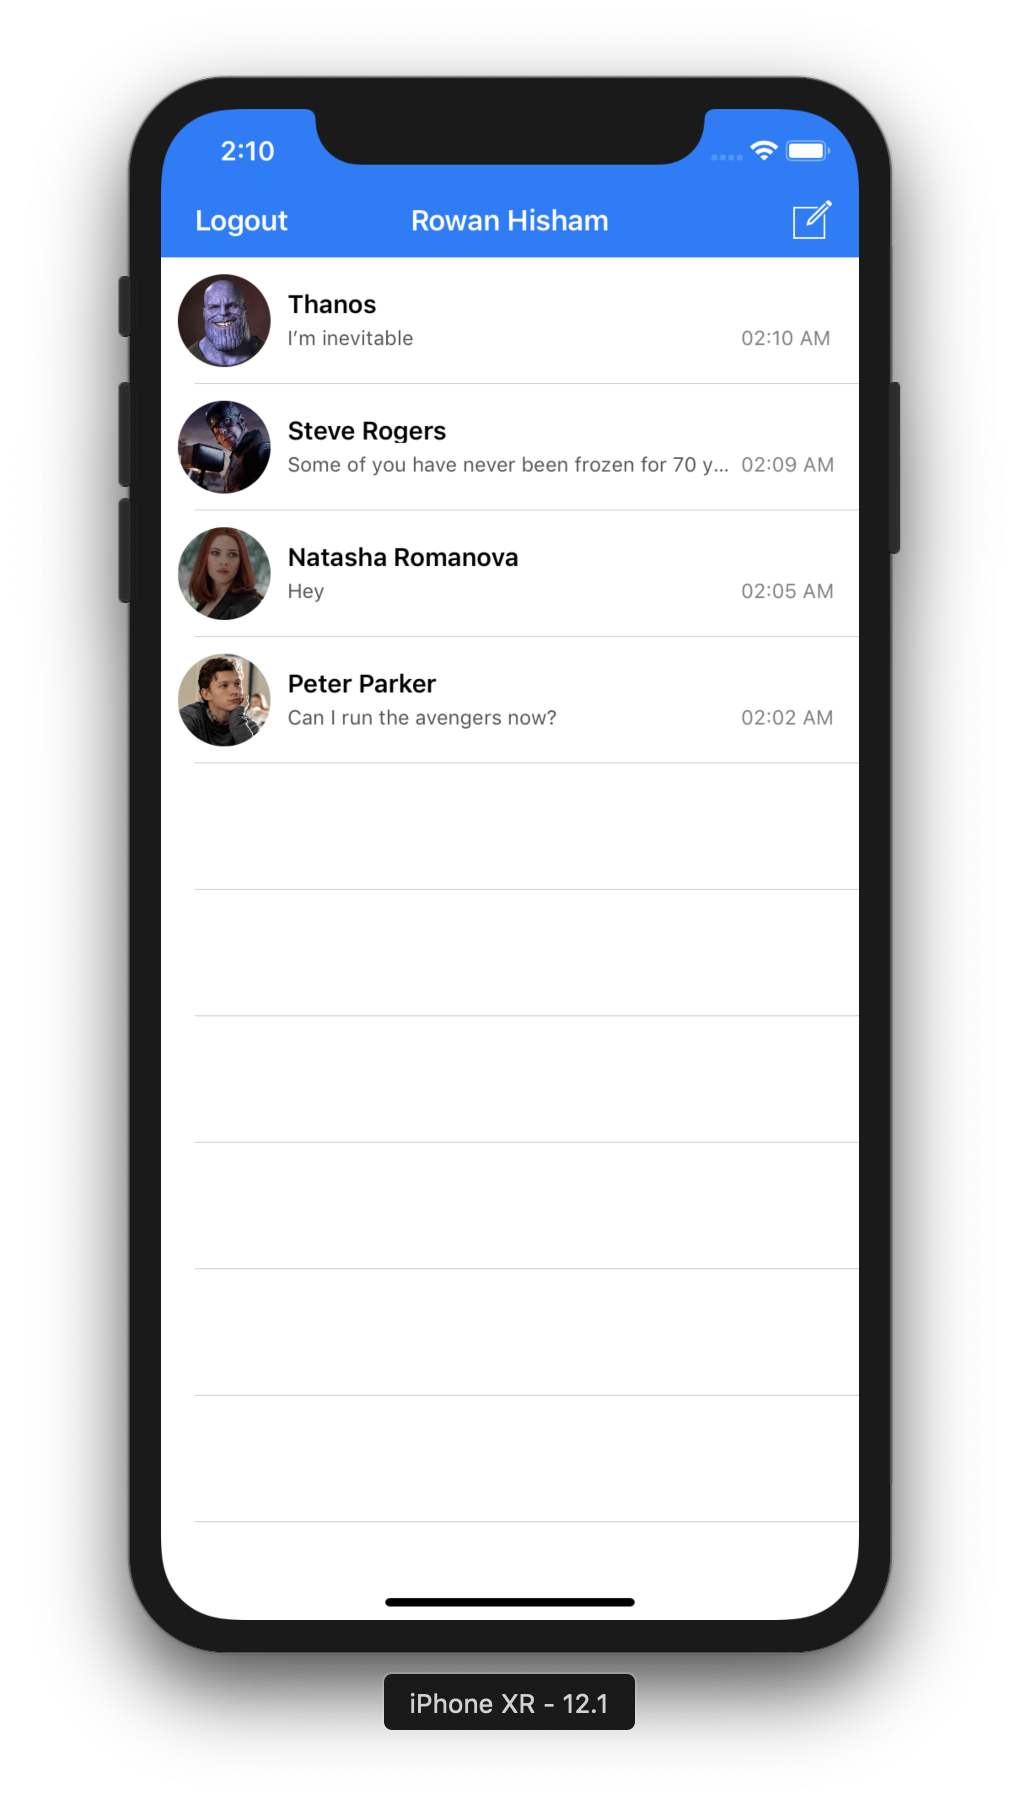 2:10
Logout Rowan Hisham
Thanos
I’m inevitable 02:10 AM
Steve Rogers
Some of you have never been frozen for 70 y... 02:09 AM
Natasha Romanova
Hey 02:05 AM
Peter Parker
Can I run the avengers now? 02:02 AM
iPhone XR - 12.1